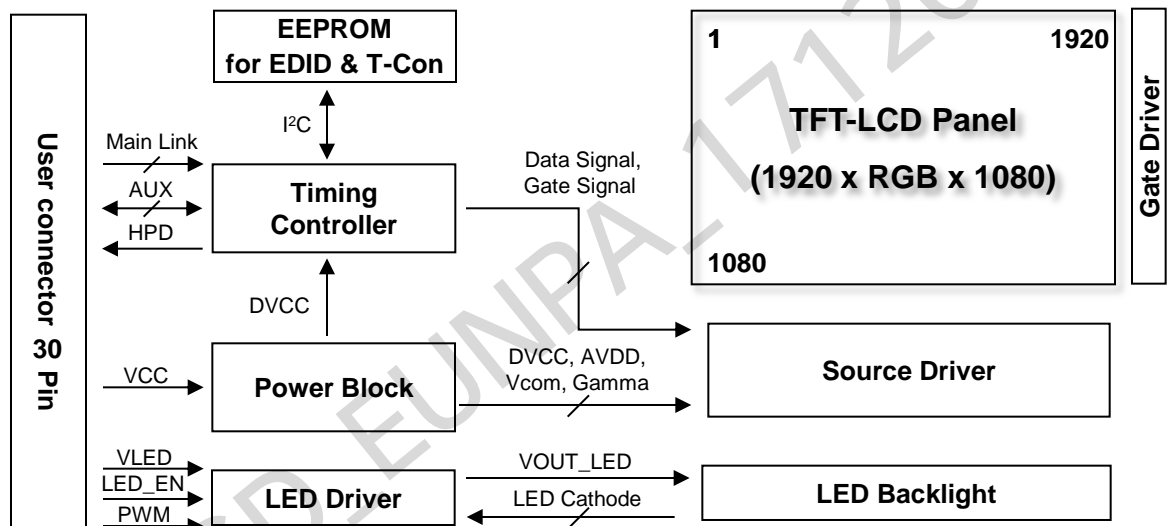 EEPROM
for EDID & T-Con
1
1920
TFT-LCD Panel
(1920 x RGB x 1080)
1080
Gate Driver
User connector 30 Pin
I²C
Main Link
AUX
HPD
Timing
Controller
Data Signal,
Gate Signal
DVCC
VCC
Power Block
DVCC, AVDD,
Vcom, Gamma
Source Driver
VLED
LED_EN
PWM
LED Driver
VOUT_LED
LED Cathode
LED Backlight